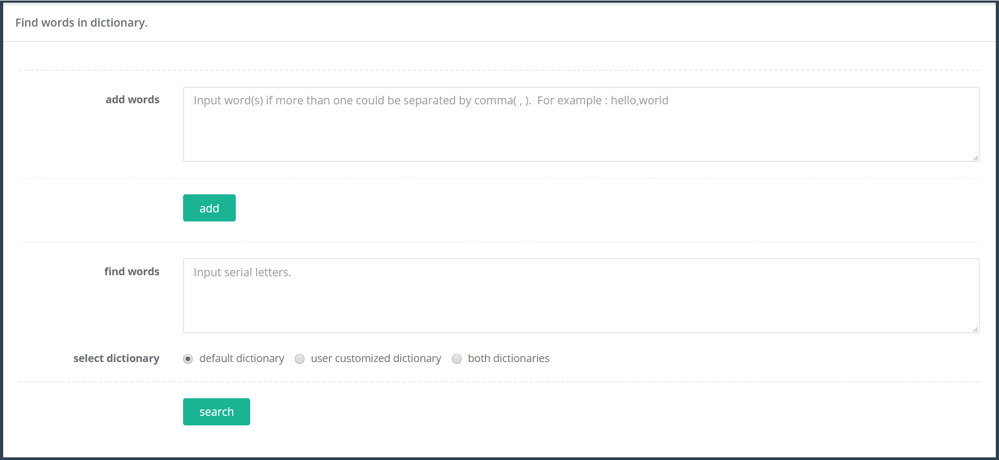 Find words in dictionary.
add words
Input word(s) if more than one could be separated by comma( , ).  For example : hello,world
add
find words
Input serial letters.
select dictionary default dictionary user customized dictionary both dictionaries
search